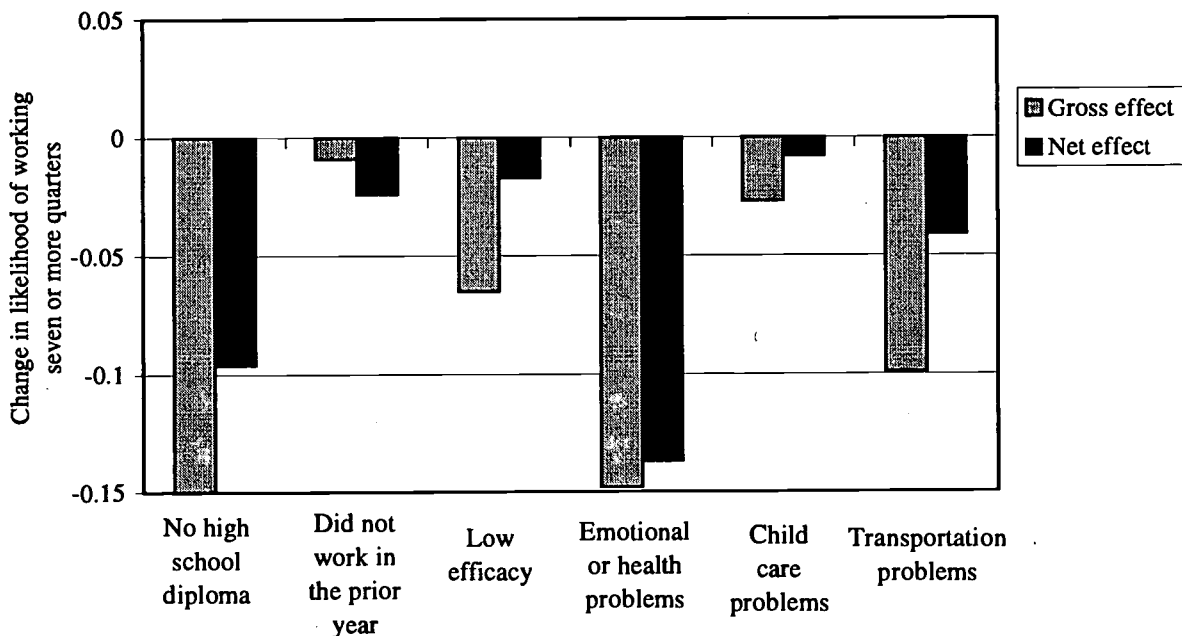 Change in likelihood of working
seven or more quarters
0.05
0
-0.05
-0.1
-0.15
No high
school
diploma
Did not
work in
the prior
year
Low
efficacy
Emotional
or health
problems
Child
care
problems
Transportation
problems
Gross effect
Net effect